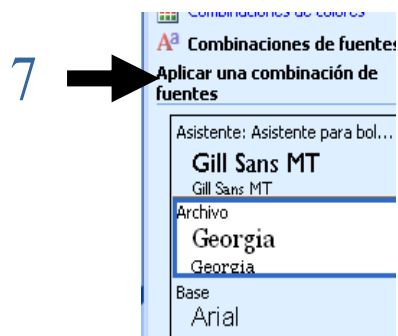 Combinaciones de colores
Aª Combinaciones de fuentes
7
Aplicar una combinación de
fuentes
Asistente: Asistente para bol...
Gill Sans MT
Gill Sans MT
Archivo
Georgia
Georgia
Base
Arial